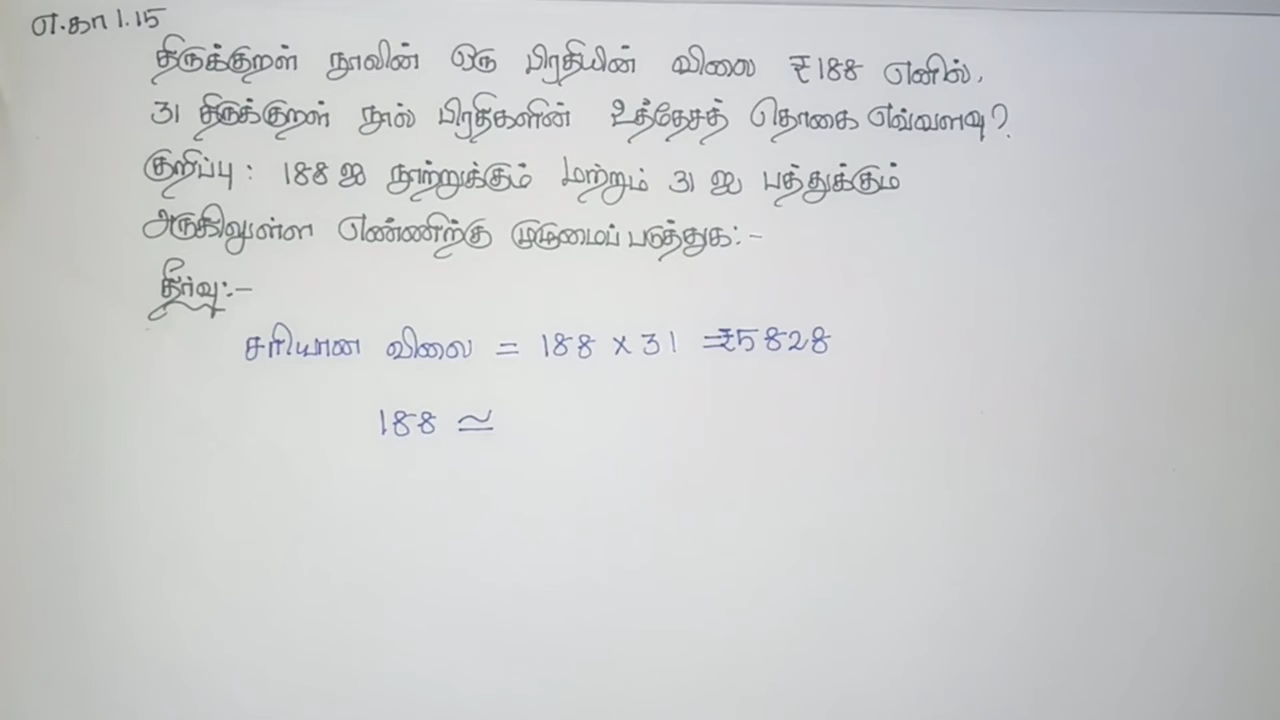 எ.கா 1.15
திருக்குறள் நூலின் ஒரு பிரதியின் விலை ₹188 எனில்,
31 திருக்குறள் நூல் பிரதிகளின் உத்தேசத் தொகை எவ்வளவு?
குறிப்பு : 188 ஐ நூற்றுக்கும் மற்றும் 31 ஐ பத்துக்கும்
அருகிலுள்ள எண்ணிற்கு முழுமைப் படுத்துக:-
தீர்வு:-
சரியான விலை = 188 x 31 = ₹5828
188 ≃